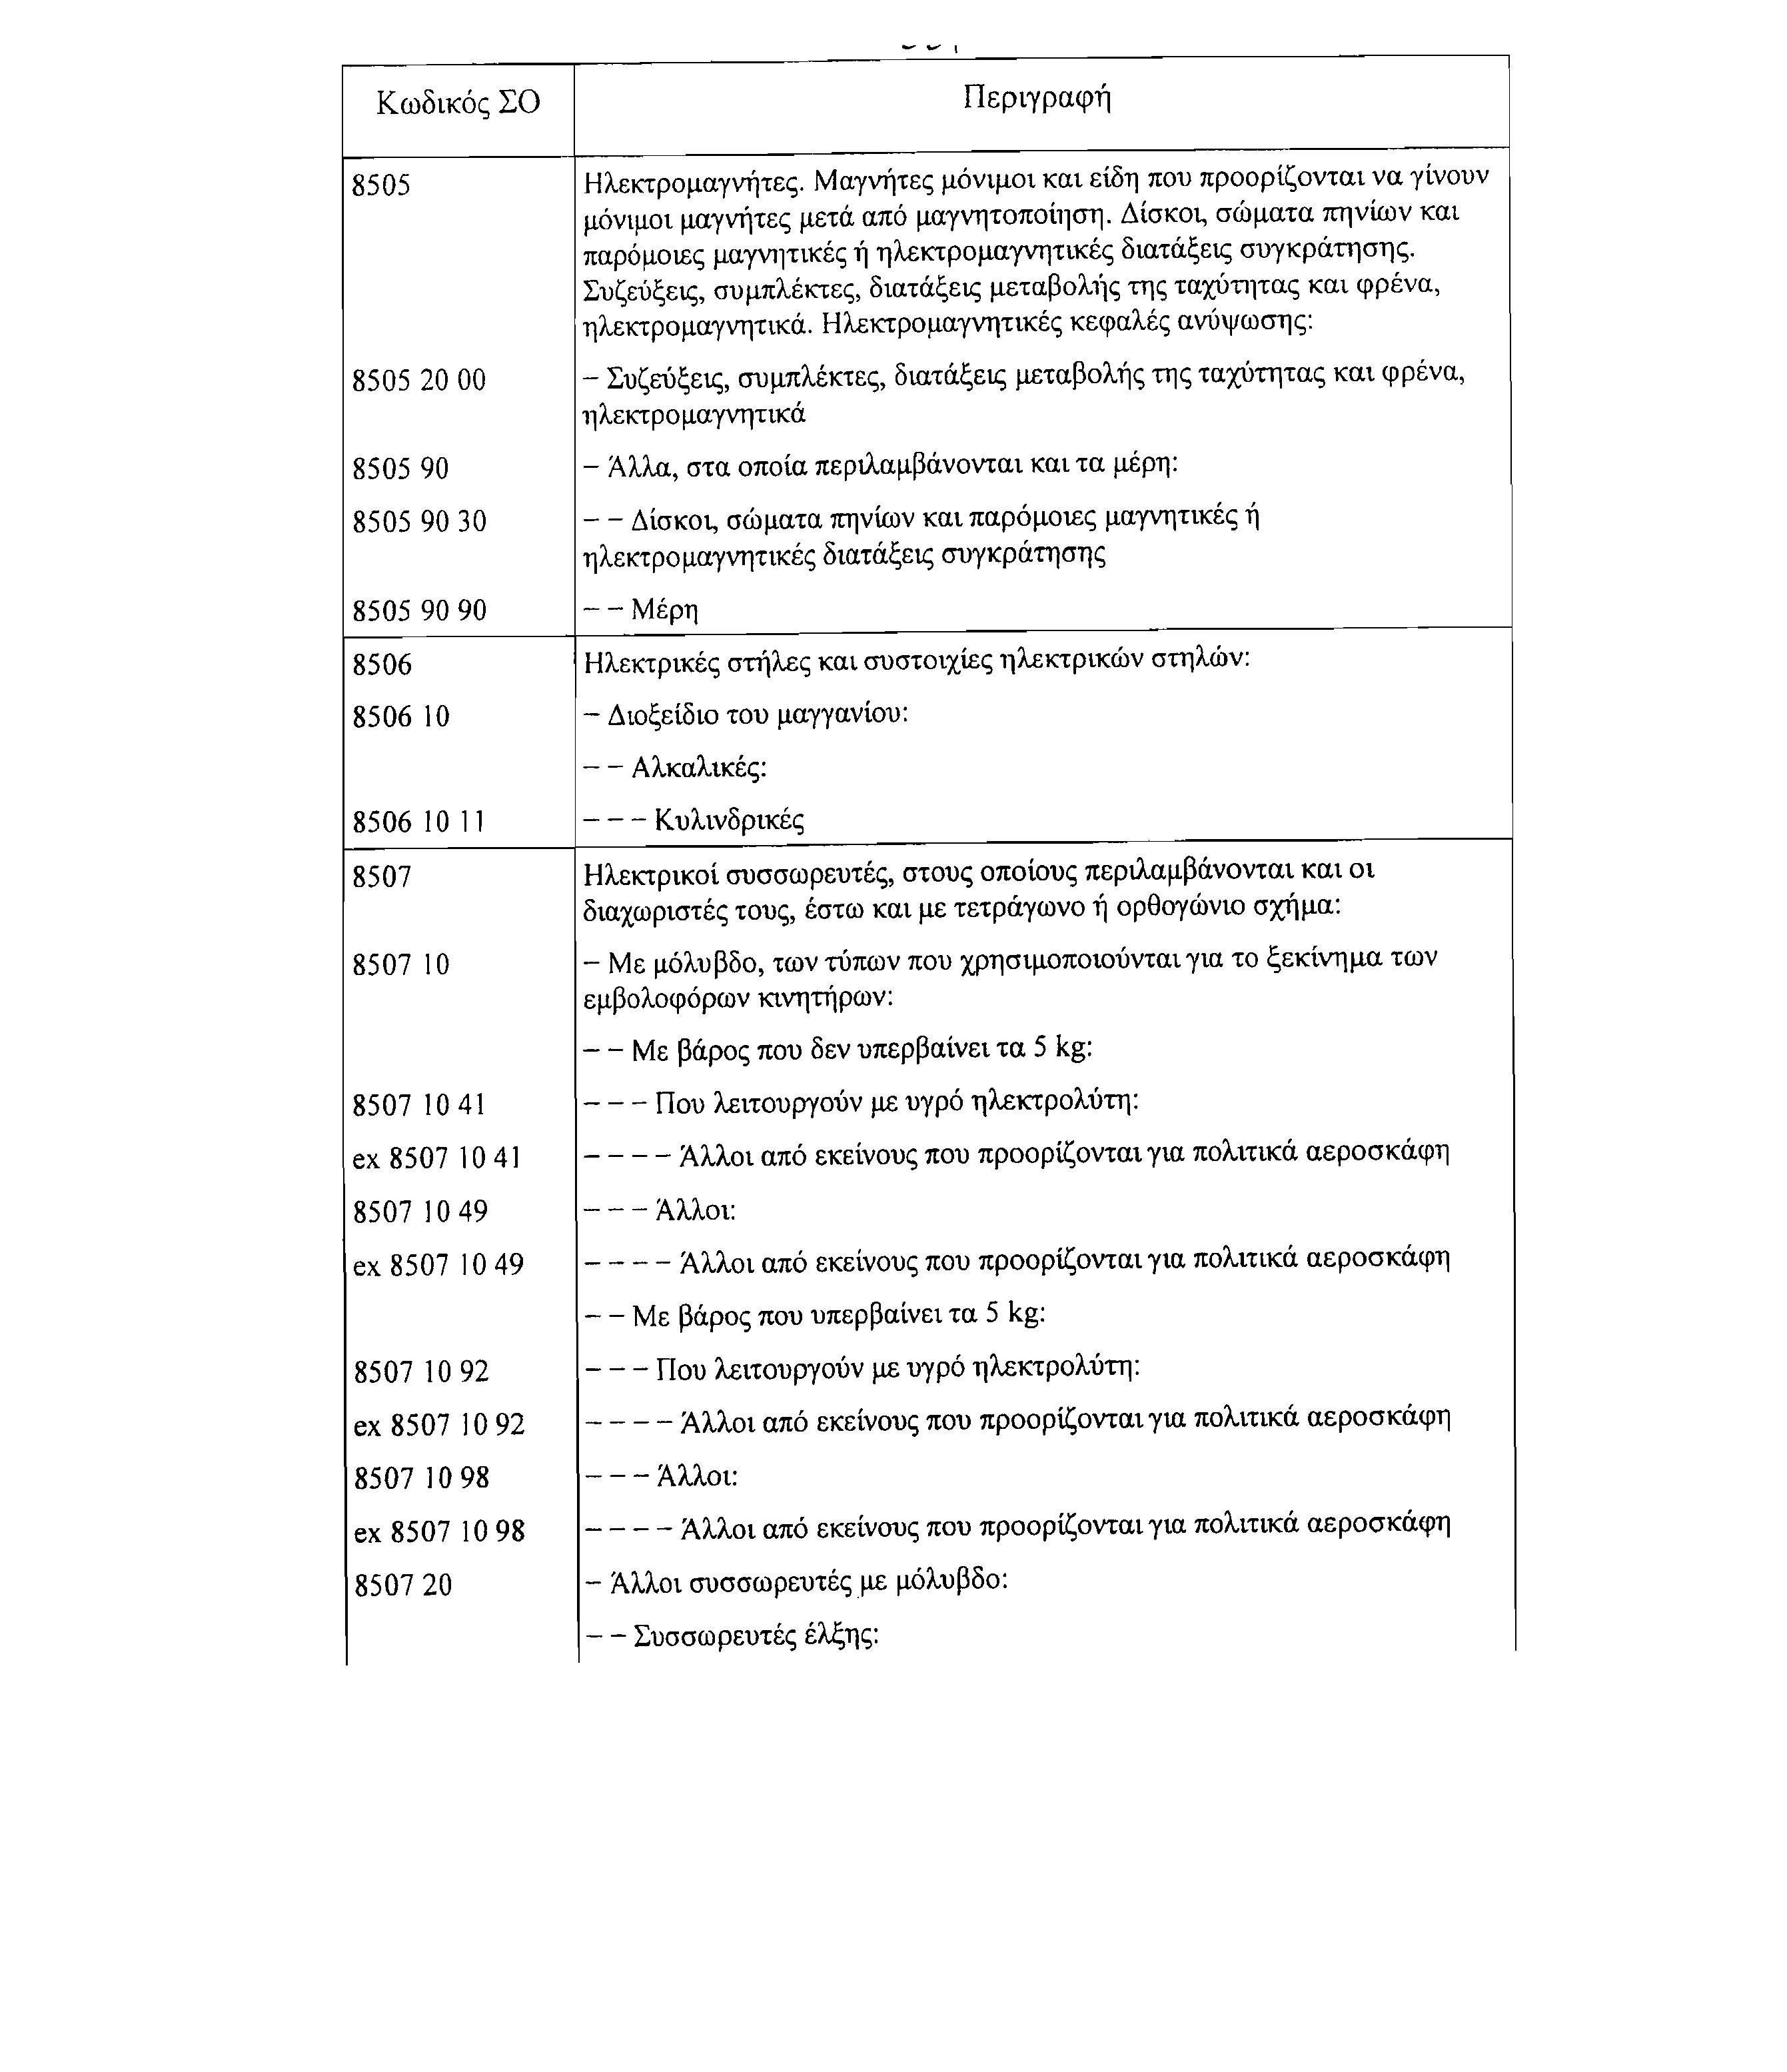 Κωδικός ΣΟ Περιγραφή
8505 Ηλεκτρομαγνήτες. Μαγνήτες μόνιμοι και είδη που προορίζονται να γίνουν
μόνιμοι μαγνήτες μετά από μαγνητοποίηση. Δίσκοι, σώματα πηνίων και
παρόμοιες μαγνητικές ή ηλεκτρομαγνητικές διατάξεις συγκράτησης.
Συζεύξεις, συμπλέκτες, διατάξεις μεταβολής της ταχύτητας και φρένα,
ηλεκτρομαγνητικά. Ηλεκτρομαγνητικές κεφαλές ανύψωσης:
8505 20 00 – Συζεύξεις, συμπλέκτες, διατάξεις μεταβολής της ταχύτητας και φρένα,
ηλεκτρομαγνητικά
8505 90 – Άλλα, στα οποία περιλαμβάνονται και τα μέρη:
8505 90 30 – – Δίσκοι, σώματα πηνίων και παρόμοιες μαγνητικές ή
ηλεκτρομαγνητικές διατάξεις συγκράτησης
8505 90 90 – – Μέρη
8506 Ηλεκτρικές στήλες και συστοιχίες ηλεκτρικών στηλών:
8506 10 – Διοξείδιο του μαγγανίου:
– – Αλκαλικές:
8506 10 11 – – – Κυλινδρικές
8507 Ηλεκτρικοί συσσωρευτές, στους οποίους περιλαμβάνονται και οι
διαχωριστές τους, έστω και με τετράγωνο ή ορθογώνιο σχήμα:
8507 10 – Με μόλυβδο, των τύπων που χρησιμοποιούνται για το ξεκίνημα των
εμβολοφόρων κινητήρων:
– – Με βάρος που δεν υπερβαίνει τα 5 kg:
8507 10 41 – – – Που λειτουργούν με υγρό ηλεκτρολύτη:
ex 8507 10 41 – – – – Άλλοι από εκείνους που προορίζονται για πολιτικά αεροσκάφη
8507 10 49 – – – Άλλοι:
ex 8507 10 49 – – – – Άλλοι από εκείνους που προορίζονται για πολιτικά αεροσκάφη
– – Με βάρος που υπερβαίνει τα 5 kg:
8507 10 92 – – – Που λειτουργούν με υγρό ηλεκτρολύτη:
ex 8507 10 92 – – – – Άλλοι από εκείνους που προορίζονται για πολιτικά αεροσκάφη
8507 10 98 – – – Άλλοι:
ex 8507 10 98 – – – – Άλλοι από εκείνους που προορίζονται για πολιτικά αεροσκάφη
8507 20 – Άλλοι συσσωρευτές με μόλυβδο:
– – Συσσωρευτές έλξης: